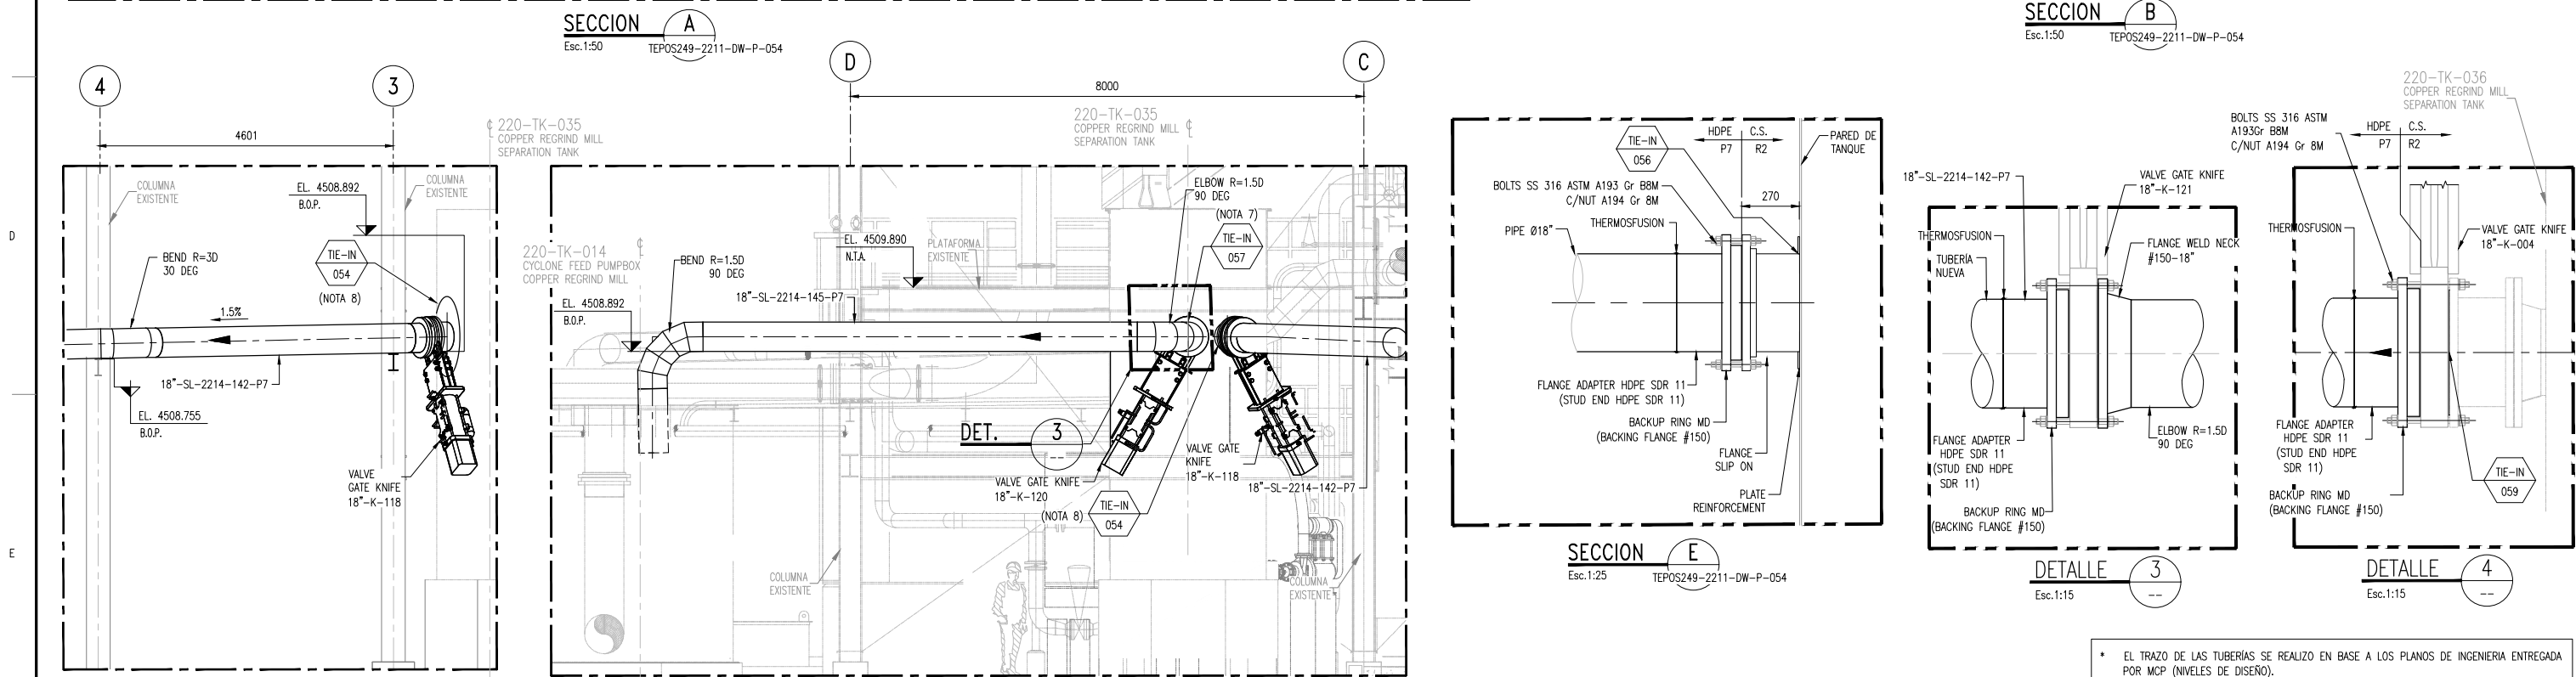 SECCION A
Esc.1:50
TEPOS249-2211-DW-P-054
SECCION B
Esc.1:50
TEPOS249-2211-DW-P-054
D
E
4
3
4601
220-TK-035
COPPER REGRIND MILL
SEPARATION TANK
COLUMNA
EXISTENTE
COLUMNA
EXISTENTE
EL. 4508.892
B.O.P.
TIE-IN
054
(NOTA 8)
BEND R=3D
30 DEG
1.5%
18"-SL-2214-142-P7
EL. 4508.755
B.O.P.
VALVE
GATE KNIFE
18"-K-118
D
C
8000
220-TK-035
COPPER REGRIND MILL
SEPARATION TANK
220-TK-014
CYCLONE FEED PUMPBOX
COPPER REGRIND MILL
EL. 4508.892
B.O.P.
BEND R=1.5D
90 DEG
18"-SL-2214-145-P7
EL. 4509.890
N.T.A.
PLATAFORMA
EXISTENTE
ELBOW R=1.5D
90 DEG
(NOTA 7)
TIE-IN
057
DET. 3
--
VALVE GATE KNIFE
18"-K-120
(NOTA 8)
TIE-IN
054
VALVE GATE
KNIFE
18"-K-118
18"-SL-2214-142-P7
COLUMNA
EXISTENTE
COLUMNA
EXISTENTE
TIE-IN
056
HDPE C.S.
P7 R2
PARED DE
TANQUE
270
BOLTS SS 316 ASTM A193 Gr B8M
C/NUT A194 Gr 8M
THERMOSFUSION
PIPE Ø18"
FLANGE ADAPTER HDPE SDR 11
(STUD END HDPE SDR 11)
BACKUP RING MD
(BACKING FLANGE #150)
FLANGE
SLIP ON
PLATE
REINFORCEMENT
SECCION E
Esc.1:25
TEPOS249-2211-DW-P-054
18"-SL-2214-142-P7
VALVE GATE KNIFE
18"-K-121
THERMOSFUSION
TUBERÍA
NUEVA
FLANGE WELD NECK
#150-18"
FLANGE ADAPTER
HDPE SDR 11
(STUD END HDPE
SDR 11)
ELBOW R=1.5D
90 DEG
BACKUP RING MD
(BACKING FLANGE #150)
DETALLE 3
Esc.1:15
--
220-TK-036
COPPER REGRIND MILL
SEPARATION TANK
BOLTS SS 316 ASTM
A193Gr B8M
C/NUT A194 Gr 8M
HDPE C.S.
P7 R2
THERMOSFUSION
VALVE GATE KNIFE
18"-K-004
FLANGE ADAPTER
HDPE SDR 11
(STUD END HDPE
SDR 11)
TIE-IN
059
BACKUP RING MD
(BACKING FLANGE #150)
DETALLE 4
Esc.1:15
--
* EL TRAZO DE LAS TUBERÍAS SE REALIZO EN BASE A LOS PLANOS DE INGENIERIA ENTREGADA
POR MCP (NIVELES DE DISEÑO).